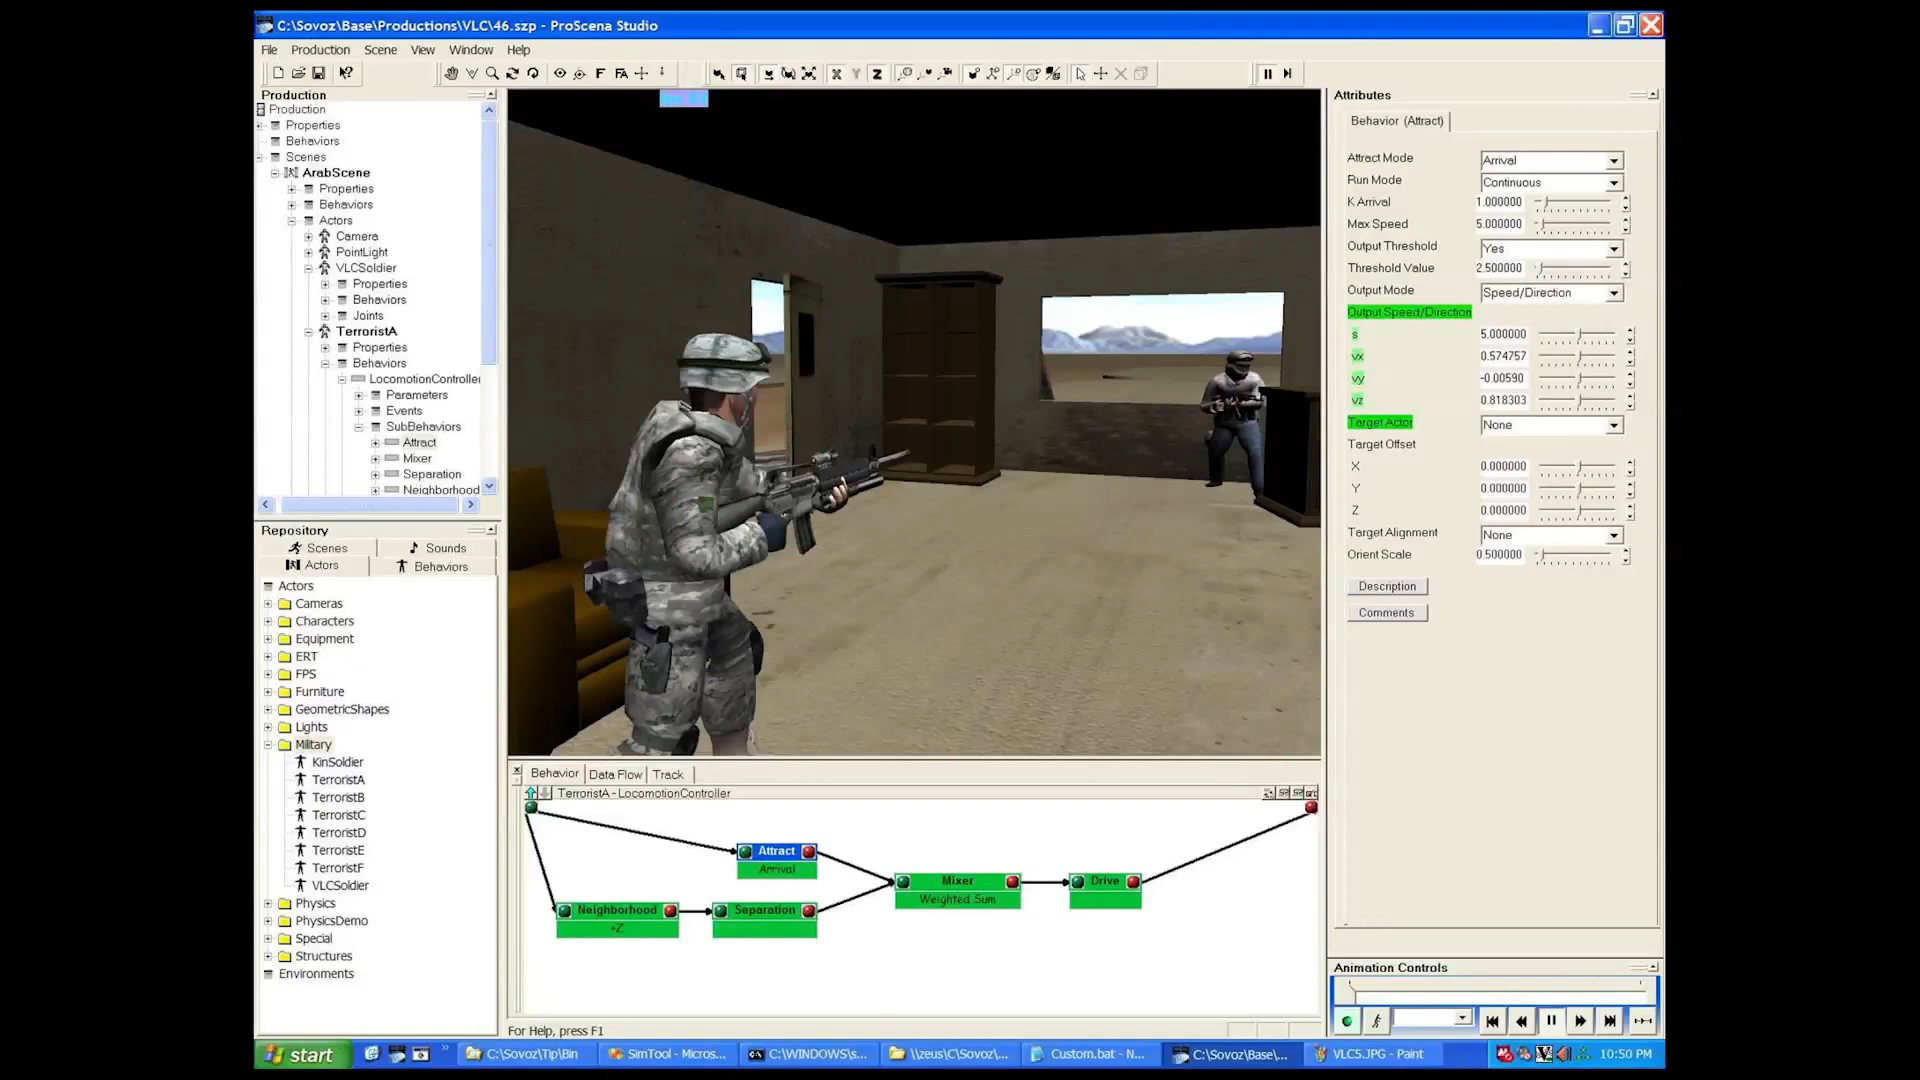 C:\Sovoz\Base\Productions\VLC\46.szp - ProScena Studio
File Production Scene View Window Help
F FA X Y Z
Production
Production
Properties
Behaviors
Scenes
ArabScene
Properties
Behaviors
Actors
Camera
PointLight
VLCSoldier
Properties
Behaviors
Joints
TerroristA
Properties
Behaviors
LocomotionController
Parameters
Events
SubBehaviors
Attract
Mixer
Separation
Neighborhood
Repository
Scenes Sounds
Actors Behaviors
Actors
Cameras
Characters
Equipment
ERT
FPS
Furniture
GeometricShapes
Lights
Military
KinSoldier
TerroristA
TerroristB
TerroristC
TerroristD
TerroristE
TerroristF
VLCSoldier
Physics
PhysicsDemo
Special
Structures
Environments
Behavior Data Flow Track
TerroristA - LocomotionController
Attract
Arrival
Neighborhood
+Z
Separation
Mixer
Weighted Sum
Drive
For Help, press F1
Attributes
Behavior (Attract)
Attract Mode Arrival
Run Mode Continuous
K Arrival 1.000000
Max Speed 5.000000
Output Threshold Yes
Threshold Value 2.500000
Output Mode Speed/Direction
Output Speed/Direction
s 5.000000
vx 0.574757
vy -0.00590
vz 0.818303
Target Actor None
Target Offset
X 0.000000
Y 0.000000
Z 0.000000
Target Alignment None
Orient Scale 0.500000
Description
Comments
Animation Controls
start C:\Sovoz\Tip\Bin SimTool - Micros... C:\WINDOWS\s... \\zeus\C\Sovoz\... Custom.bat - N... C:\Sovoz\Base\... VLC5.JPG - Paint 10:50 PM